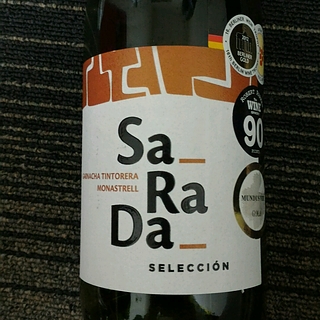 Sa_
GARNACHA TINTORERA
MONASTRELL
Ra
Da_
SELECCIÓN
90